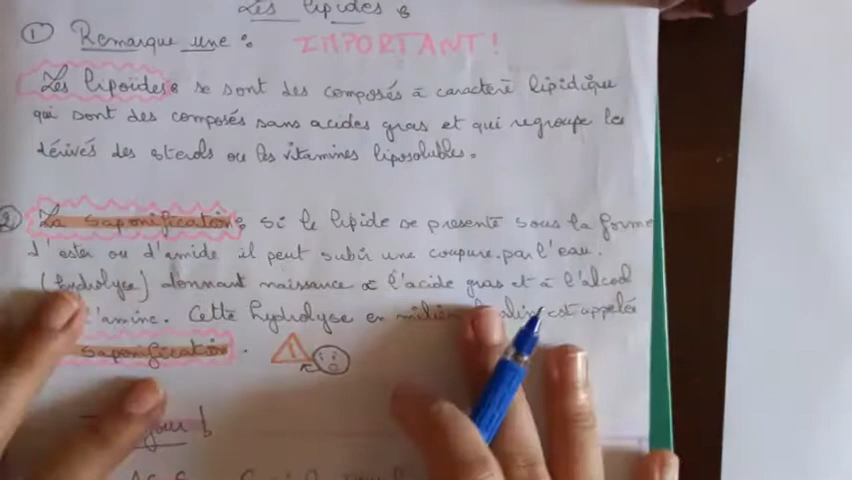 Les lipides :
① Remarque une : IMPORTANT !
Les lipoïdes : se sont des composés à caractère lipidique
qui sont des composés sans acides gras et qui regroupe les
dérivés des sterols ou les vitamines liposolubles.
② La saponification : si le lipide se presente sous la forme
d'ester ou d'amide il peut subir une coupure par l'eau.
(hydrolyse) donnant naissance à l'acide gras et à l'alcool
l'amine. Cette hydrolyse en milieu est appelée
saponification. !
!